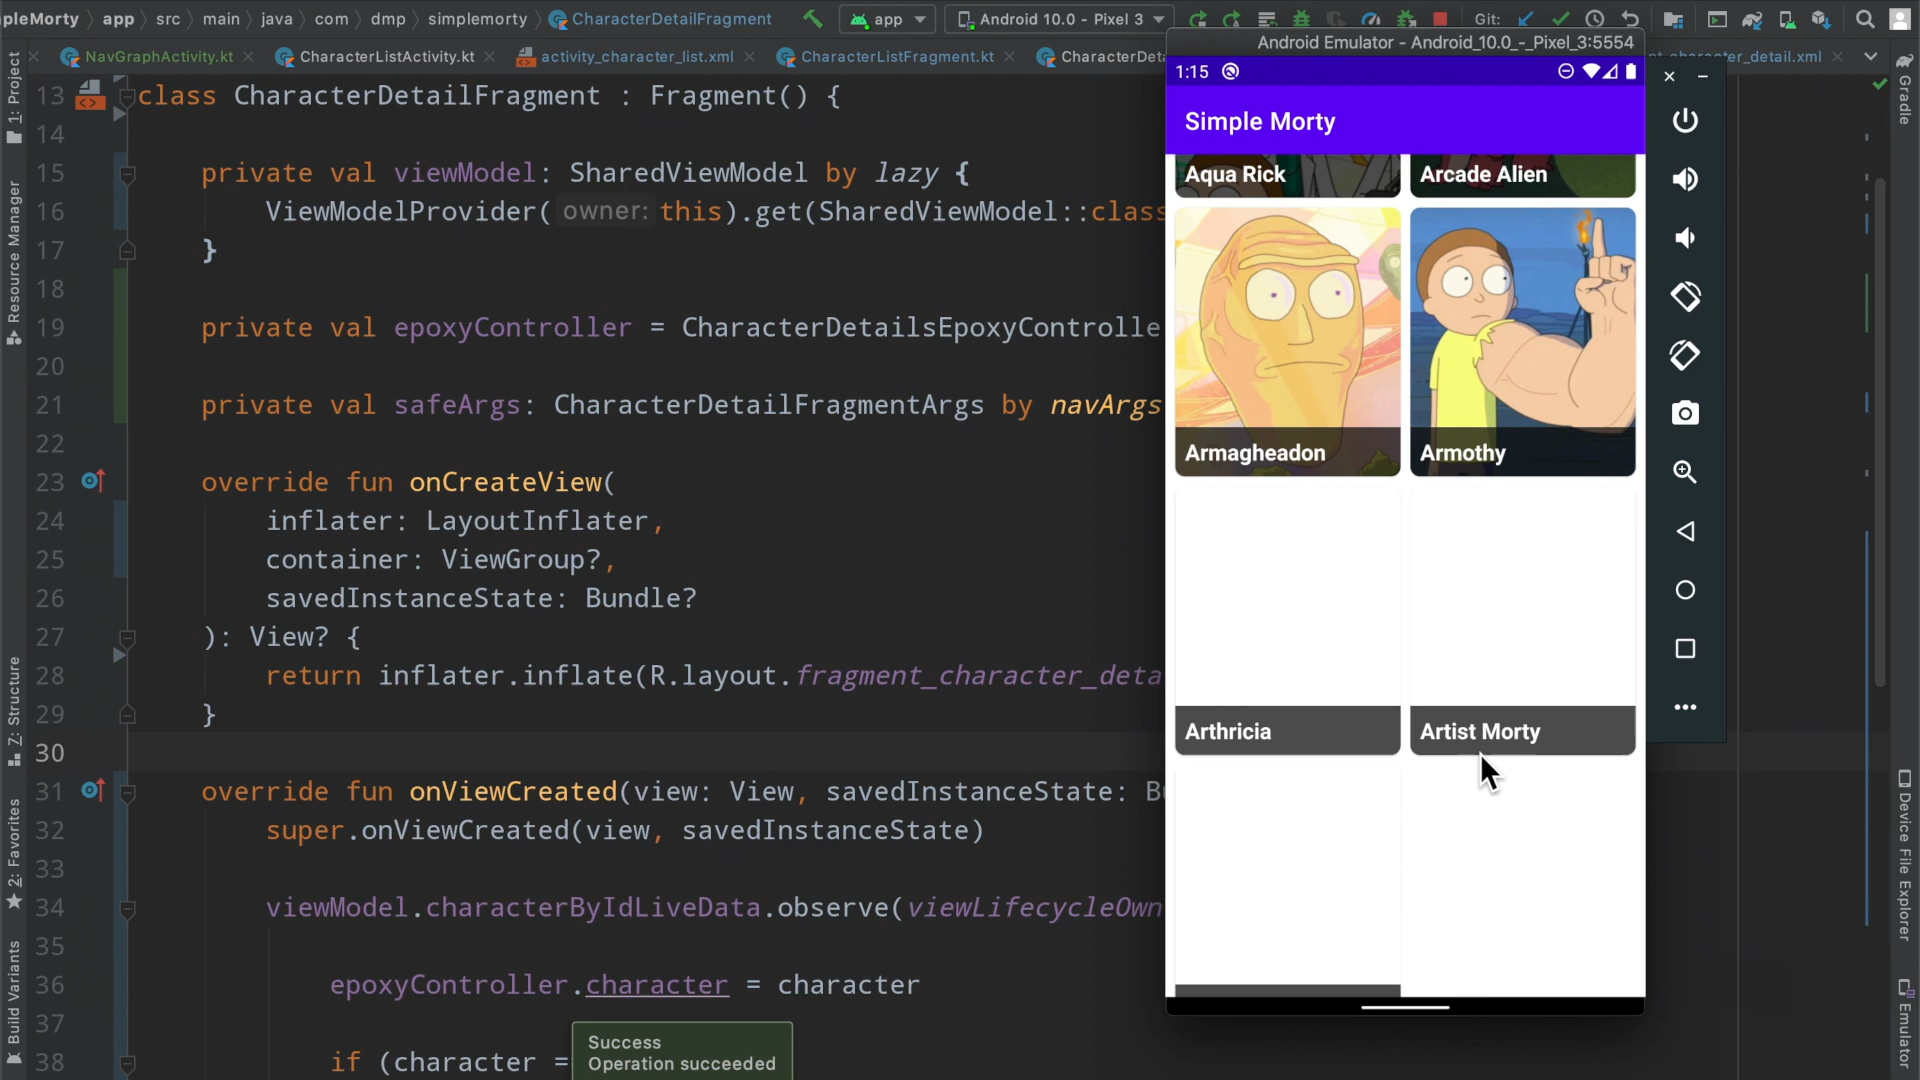 pleMorty app src main java com dmp simplemorty CharacterDetailFragment app Android 10.0 - Pixel 3 Git:
Android Emulator - Android_10.0_-_Pixel_3:5554
NavGraphActivity.kt CharacterListActivity.kt activity_character_list.xml CharacterListFragment.kt CharacterDeta nt_character_detail.xml
1: Project
Resource Manager
Z: Structure
2: Favorites
Build Variants
13 class CharacterDetailFragment : Fragment() {
14
15 private val viewModel: SharedViewModel by lazy {
16 ViewModelProvider( owner: this).get(SharedViewModel::class
17 }
18
19 private val epoxyController = CharacterDetailsEpoxyControlle
20
21 private val safeArgs: CharacterDetailFragmentArgs by navArgs
22
23 override fun onCreateView(
24 inflater: LayoutInflater,
25 container: ViewGroup?,
26 savedInstanceState: Bundle?
27 ): View? {
28 return inflater.inflate(R.layout.fragment_character_deta
29 }
30
31 override fun onViewCreated(view: View, savedInstanceState: Bu
32 super.onViewCreated(view, savedInstanceState)
33
34 viewModel.characterByIdLiveData.observe(viewLifecycleOwn
35
36 epoxyController.character = character
37
38 if (character =
Success
Operation succeeded
1:15
Simple Morty
Aqua Rick
Arcade Alien
Armagheadon
Armothy
Arthricia
Artist Morty
Gradle
Device File Explorer
Emulator